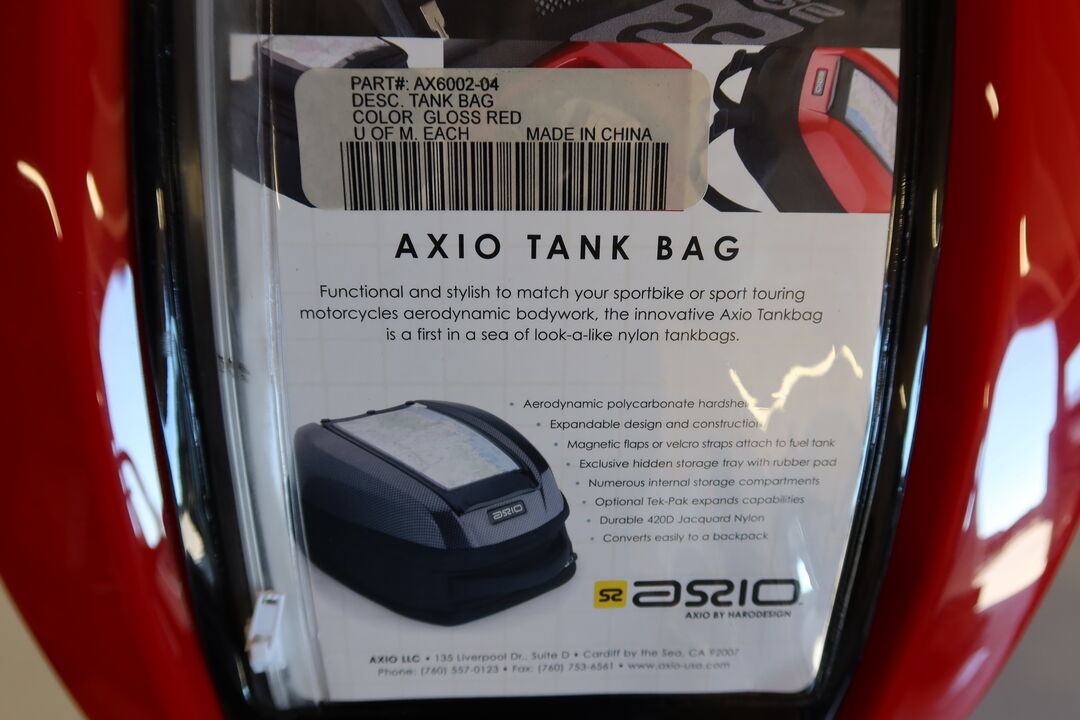 PART#: AX6002-04
DESC. TANK BAG
COLOR GLOSS RED
U OF M. EACH MADE IN CHINA
AXIO TANK BAG
Functional and stylish to match your sportbike or sport touring
motorcycles aerodynamic bodywork, the innovative Axio Tankbag
is a first in a sea of look-a-like nylon tankbags.
• Aerodynamic polycarbonate hardshell
• Expandable design and construction
• Magnetic flaps or velcro straps attach to fuel tank
• Exclusive hidden storage tray with rubber pad
• Numerous internal storage compartments
• Optional Tek-Pak expands capabilities
• Durable 420D Jacquard Nylon
• Converts easily to a backpack
AXIO
AXIO
AXIO BY HARODESIGN
AXIO LLC • 135 Liverpool Dr., Suite D • Cardiff by the Sea, CA 92007
Phone: (760) 557-0123 • Fax: (760) 753-6561 • www.axio-usa.com